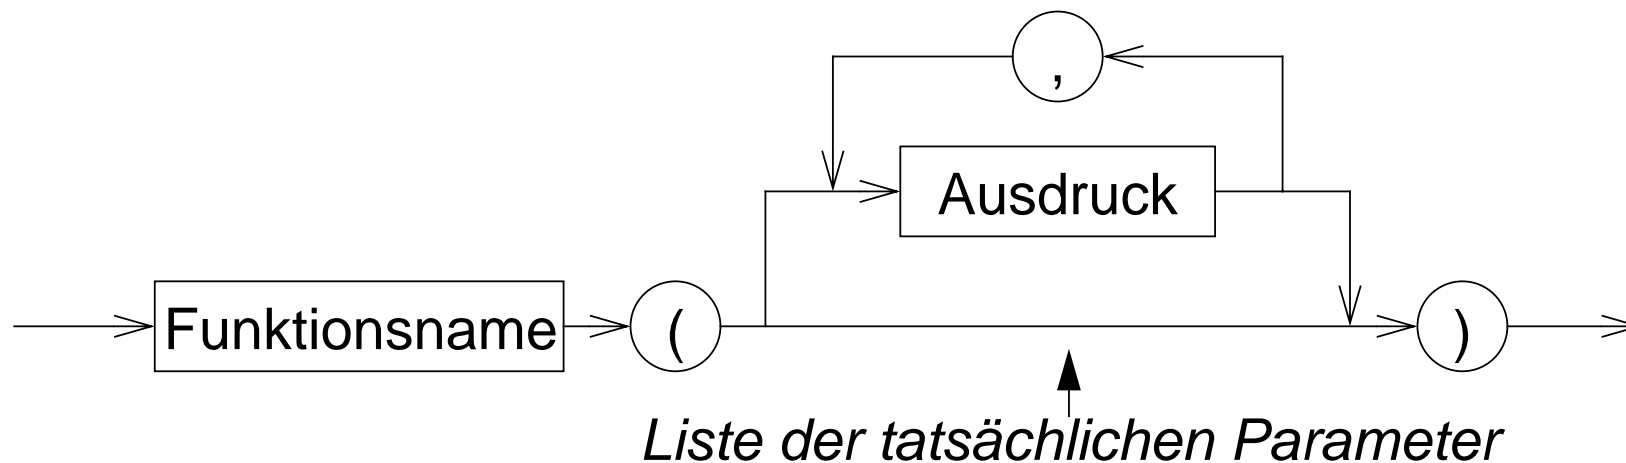 ,
Ausdruck
Funktionsname ( )
Liste der tatsächlichen Parameter